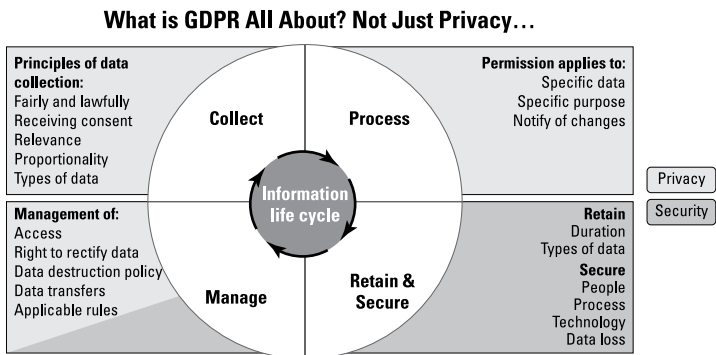 What is GDPR All About? Not Just Privacy…
Principles of data
collection:
Fairly and lawfully
Receiving consent
Relevance
Proportionality
Types of data
Collect
Process
Permission applies to:
Specific data
Specific purpose
Notify of changes
Information
life cycle
Privacy
Security
Management of:
Access
Right to rectify data
Data destruction policy
Data transfers
Applicable rules
Manage
Retain &
Secure
Retain
Duration
Types of data
Secure
People
Process
Technology
Data loss